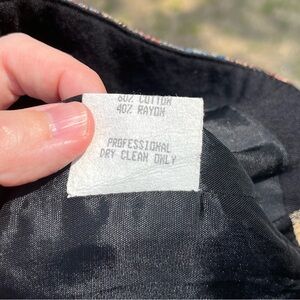 60% COTTON
40% RAYON
PROFESSIONAL
DRY CLEAN ONLY